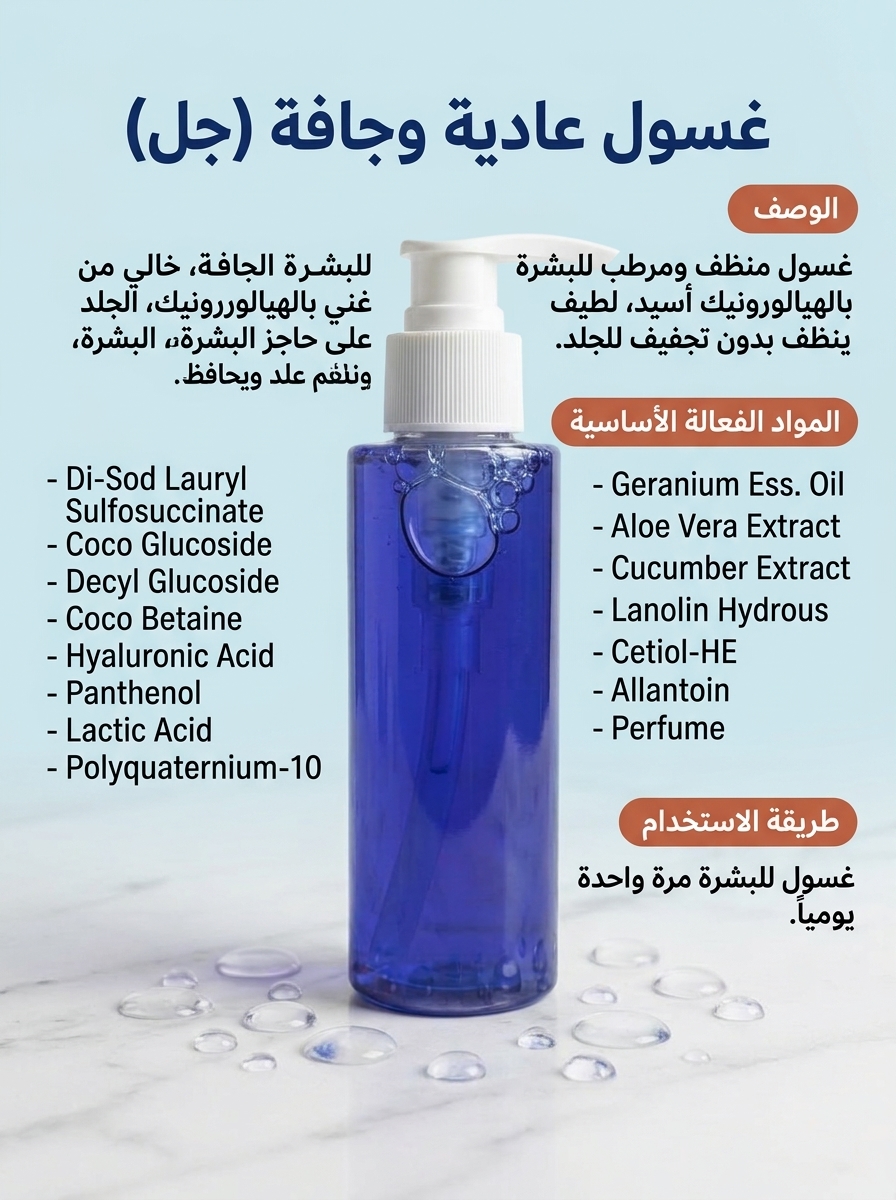 غسول عادية وجافة (جل)
الوصف
غسول منظف ومرطب للبشرة
بالهيالورونيك أسيد، لطيف
ينظف بدون تجفيف للجلد.
للبشرة الجافة، خالي من
غني بالهيالوررونيك، الجلد
على حاجز البشرة، البشرة،
علد ويحافظ.
المواد الفعالة الأساسية
- Geranium Ess. Oil
- Aloe Vera Extract
- Cucumber Extract
- Lanolin Hydrous
- Cetiol-HE
- Allantoin
- Perfume
- Di-Sod Lauryl
Sulfosuccinate
- Coco Glucoside
- Decyl Glucoside
- Coco Betaine
- Hyaluronic Acid
- Panthenol
- Lactic Acid
- Polyquaternium-10
طريقة الاستخدام
غسول للبشرة مرة واحدة
يومياً.